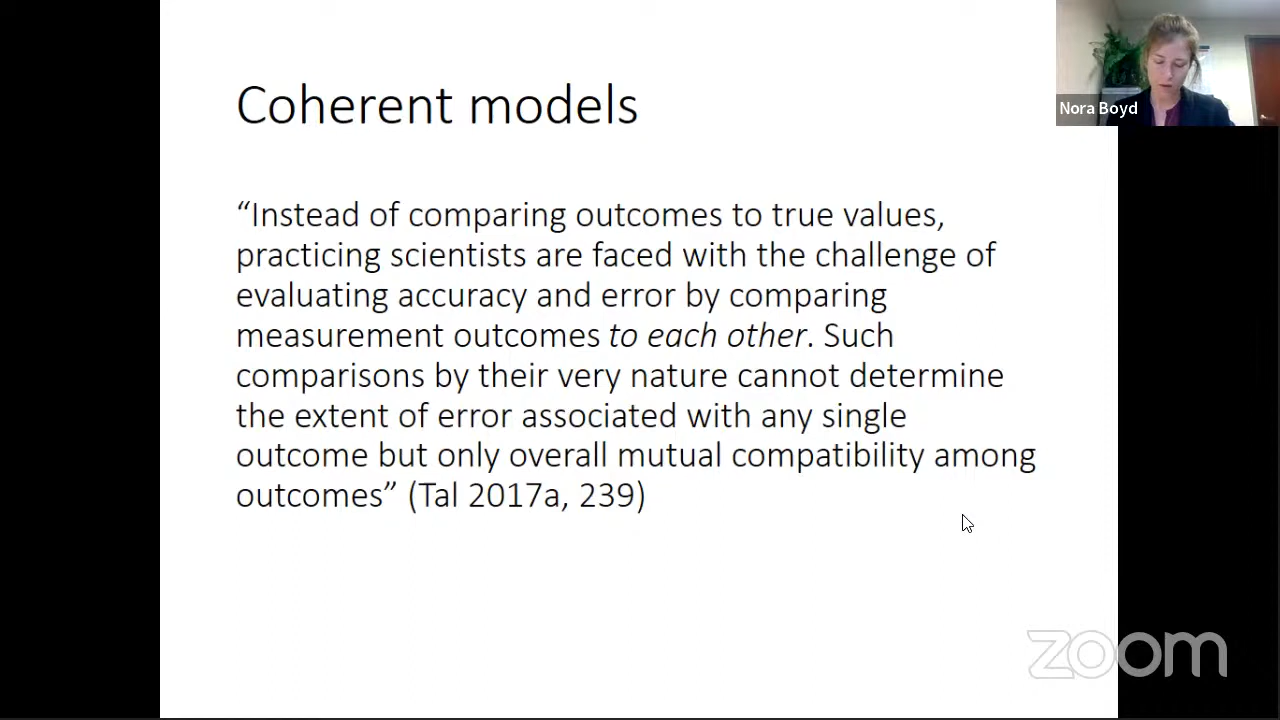 Coherent models
“Instead of comparing outcomes to true values,
practicing scientists are faced with the challenge of
evaluating accuracy and error by comparing
measurement outcomes to each other. Such
comparisons by their very nature cannot determine
the extent of error associated with any single
outcome but only overall mutual compatibility among
outcomes” (Tal 2017a, 239)
Nora Boyd
zoom